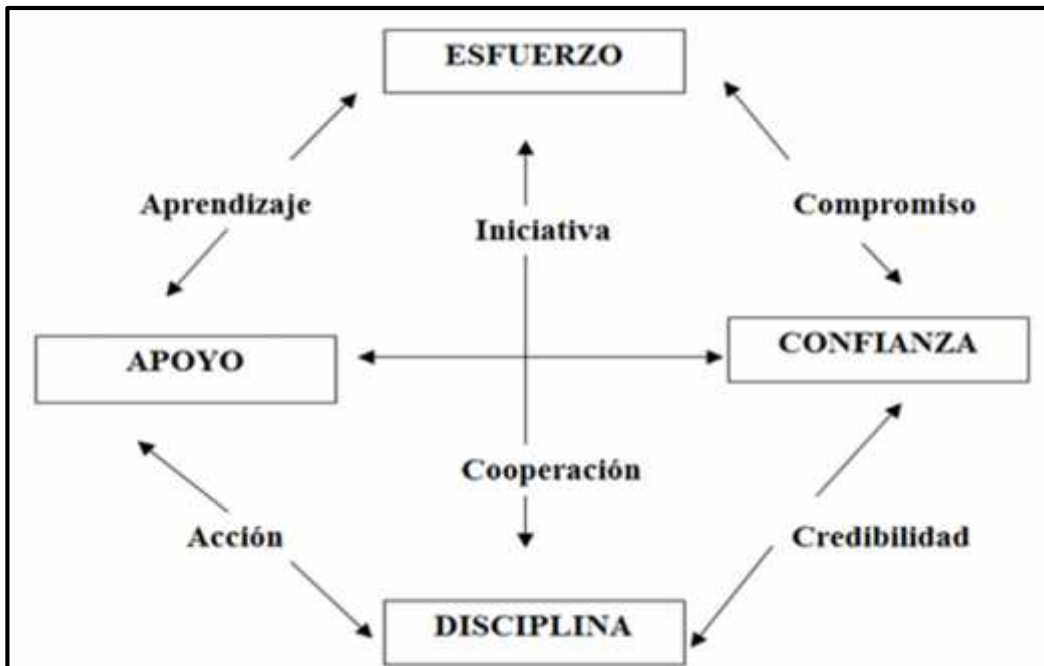 ESFUERZO
Aprendizaje
Compromiso
Iniciativa
APOYO
CONFIANZA
Cooperación
Acción
Credibilidad
DISCIPLINA